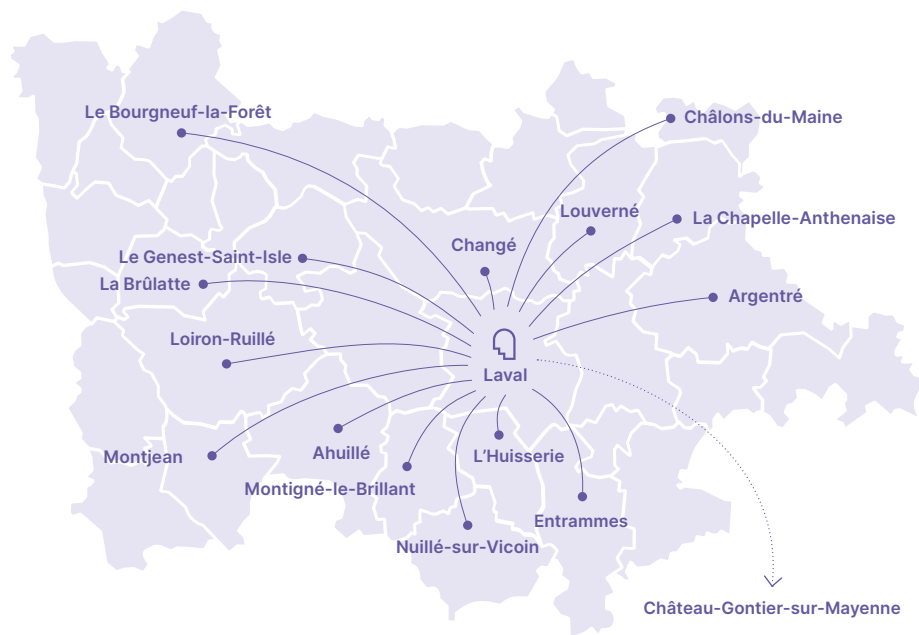 Le Bourgneuf-la-Forêt
Châlons-du-Maine
Louverné
La Chapelle-Anthenaise
Changé
Le Genest-Saint-Isle
La Brûlatte
Argentré
Loiron-Ruillé
Laval
Ahuillé
L’Huisserie
Montjean
Montigné-le-Brillant
Entrammes
Nuillé-sur-Vicoin
Château-Gontier-sur-Mayenne